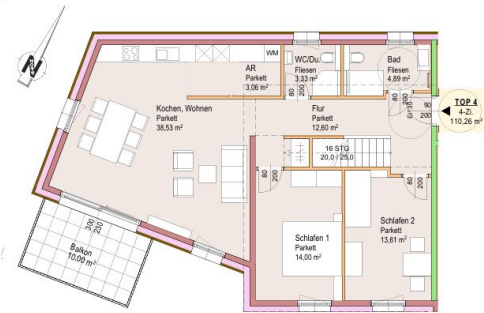 WM
AR
Parkett
3,06 m²
WC/Du.
Fliesen
3,33 m²
80
200
Bad
Fliesen
4,89 m²
80
200
Kochen, Wohnen
Parkett
38,53 m²
Flur
Parkett
12,60 m²
90
200
TOP 4
4-Zi.
110,26 m²
16 STG
20,0 / 25,0
80
200
80
200
300
230
Balkon
10,00 m²
Schlafen 1
Parkett
14,00 m²
Schlafen 2
Parkett
13,61 m²